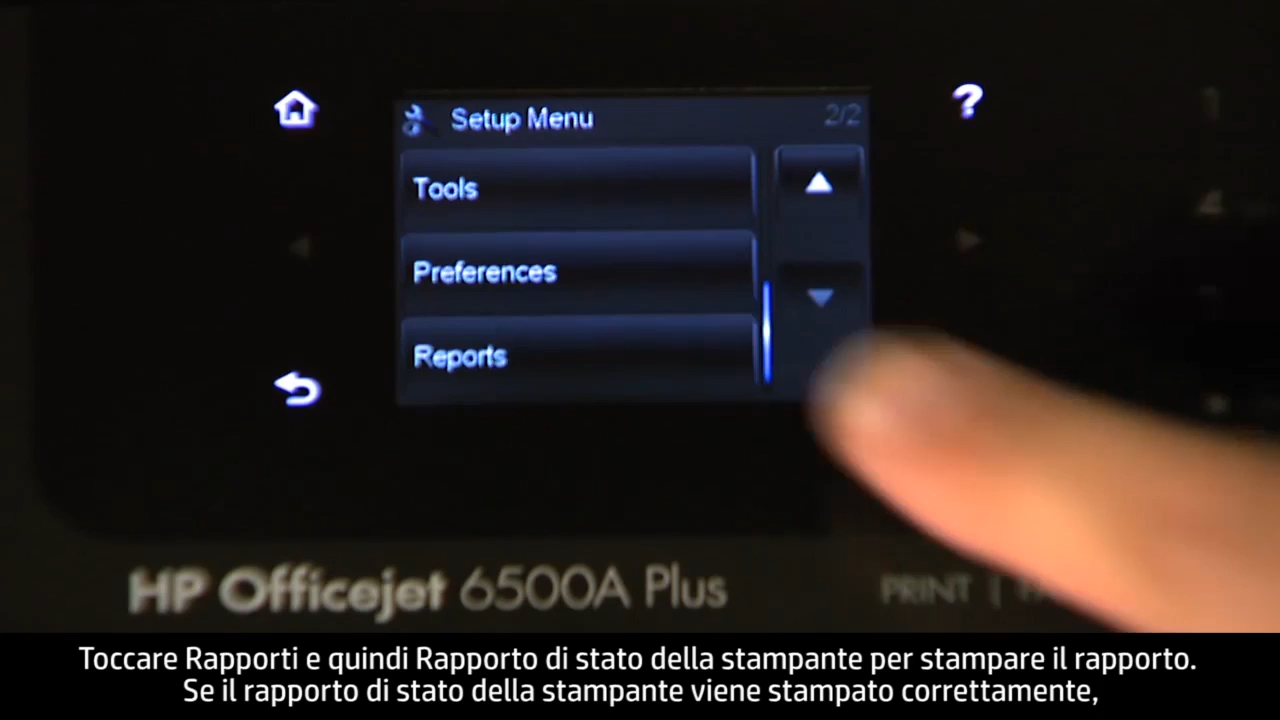 ?
Setup Menu 2/2
Tools
Preferences
Reports
HP Officejet 6500A Plus
PRINT |
Toccare Rapporti e quindi Rapporto di stato della stampante per stampare il rapporto.
Se il rapporto di stato della stampante viene stampato correttamente,